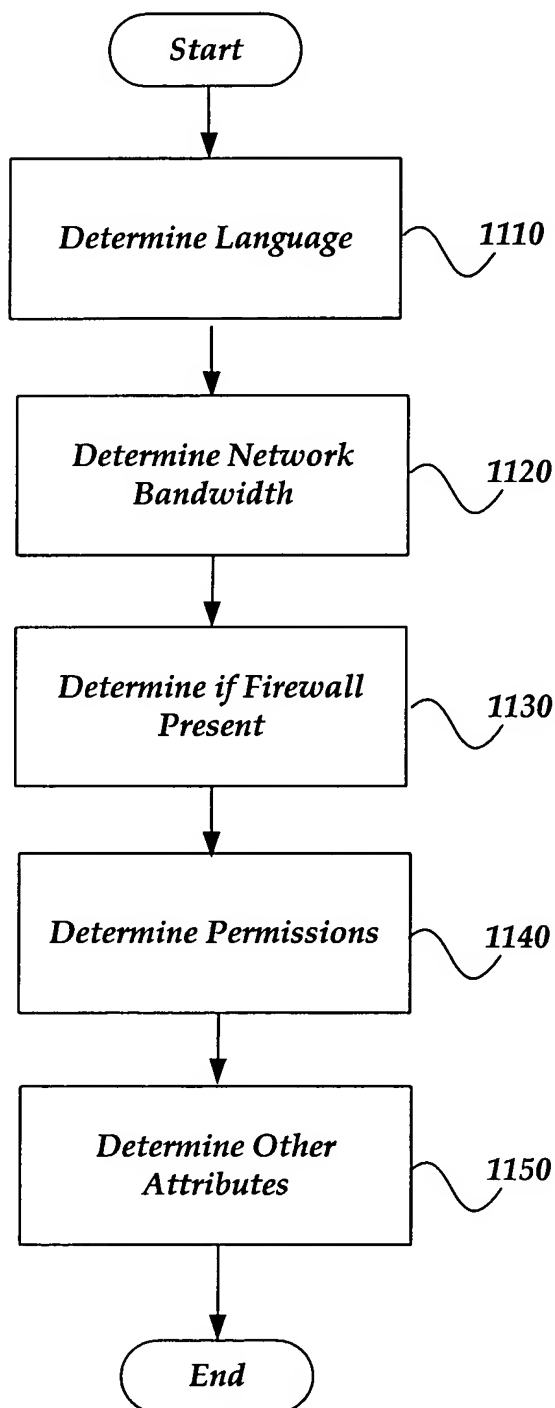 Start
Determine Language
1110
Determine Network
Bandwidth
1120
Determine if Firewall
Present
1130
Determine Permissions
1140
Determine Other
Attributes
1150
End